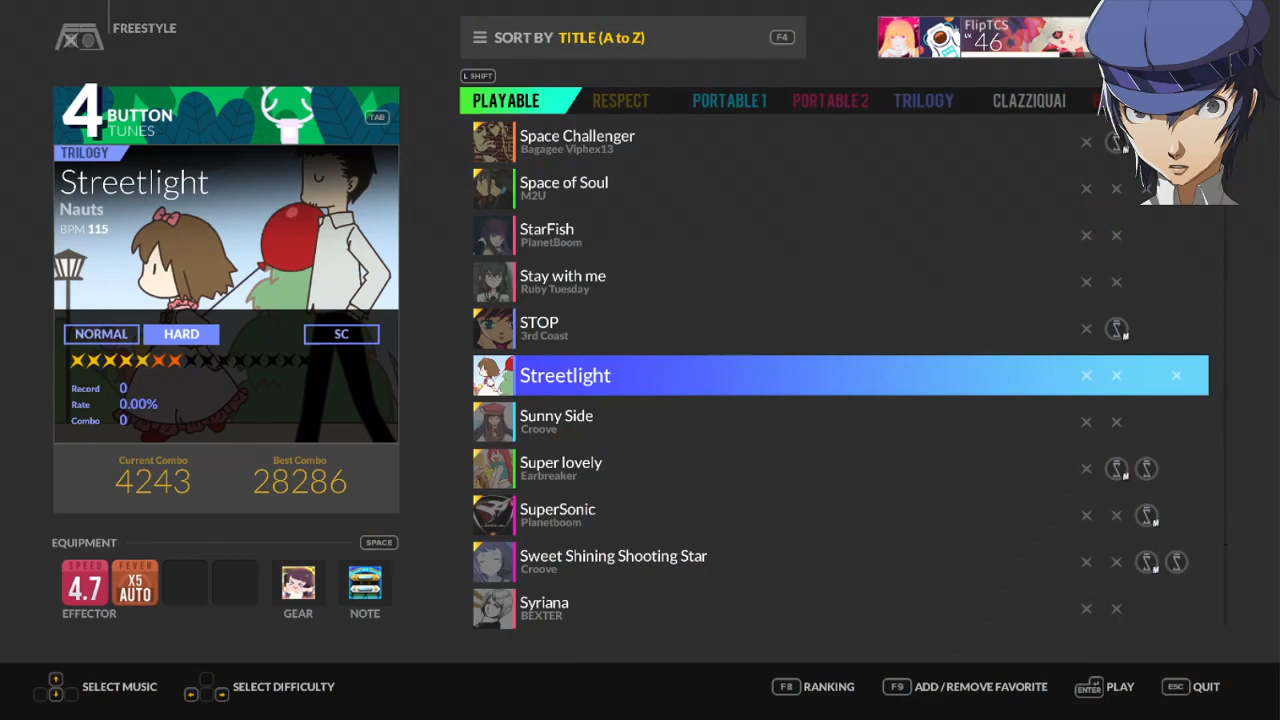 FREESTYLE
SORT BY TITLE (A to Z)
F4
FlipTCS
LV. 46
L SHIFT
4 BUTTON TUNES
TAB
TRILOGY
Streetlight
Nauts
BPM 115
NORMAL HARD SC
Record 0
Rate 0.00%
Combo 0
Current Combo Best Combo
4243 28286
EQUIPMENT SPACE
SPEED 4.7
FEVER X5 AUTO
EFFECTOR GEAR NOTE
PLAYABLE RESPECT PORTABLE1 PORTABLE2 TRILOGY CLAZZIQUAI
Space Challenger
Bagagee Viphex13
Space of Soul
M2U
StarFish
PlanetBoom
Stay with me
Ruby Tuesday
STOP
3rd Coast
Streetlight
Sunny Side
Croove
Super lovely
Earbreaker
SuperSonic
Planetboom
Sweet Shining Shooting Star
Croove
Syriana
BEXTER
SELECT MUSIC SELECT DIFFICULTY
F8 RANKING F9 ADD/REMOVE FAVORITE ENTER PLAY ESC QUIT